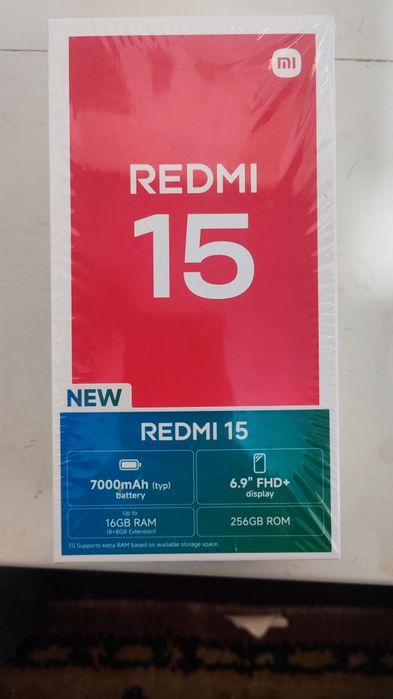 mi
REDMI
15
NEW
REDMI 15
7000mAh (typ)
battery
6.9" FHD+
display
Up to
16GB RAM
(8+8GB Extension)
256GB ROM
[1] Supports extra RAM based on available storage space.